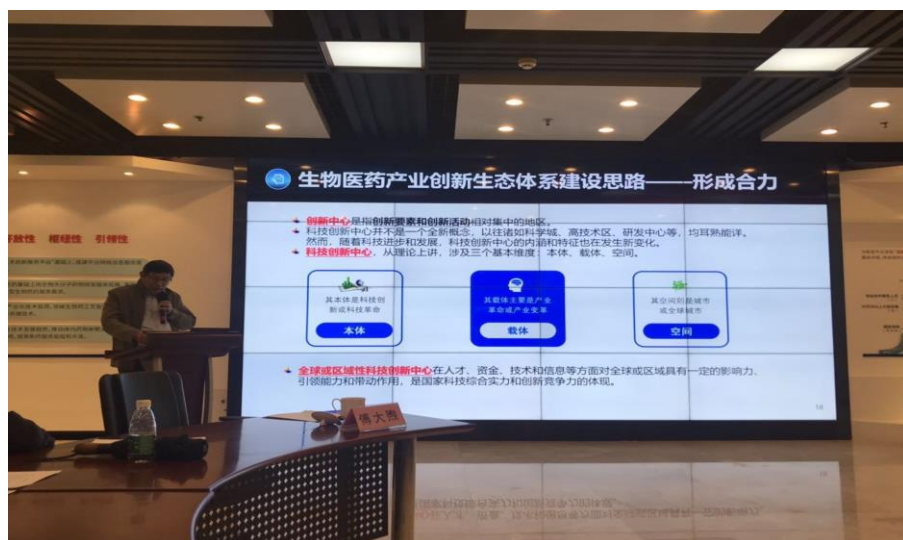 生物医药产业创新生态体系建设思路——形成合力
创新中心是指创新要素和创新活动相对集中的地区。
科技创新中心并不是一个全新概念，以往诸如科学城、高技术区、研发中心等，均耳熟能详。
然而，随着科技进步和发展，科技创新中心的内涵和特征也在发生新变化。
科技创新中心，从理论上讲，涉及三个基本维度：本体、载体、空间。
其本体是科技创
新或科技革命
本体
其载体主要是产业
革命或产业变革
载体
其空间则是城市
或全球城市
空间
全球或区域性科技创新中心在人才、资金、技术和信息等方面对全球或区域具有一定的影响力、
引领能力和带动作用，是国家科技综合实力和创新竞争力的体现。
开放性 枢纽性 引领性
傅大煦